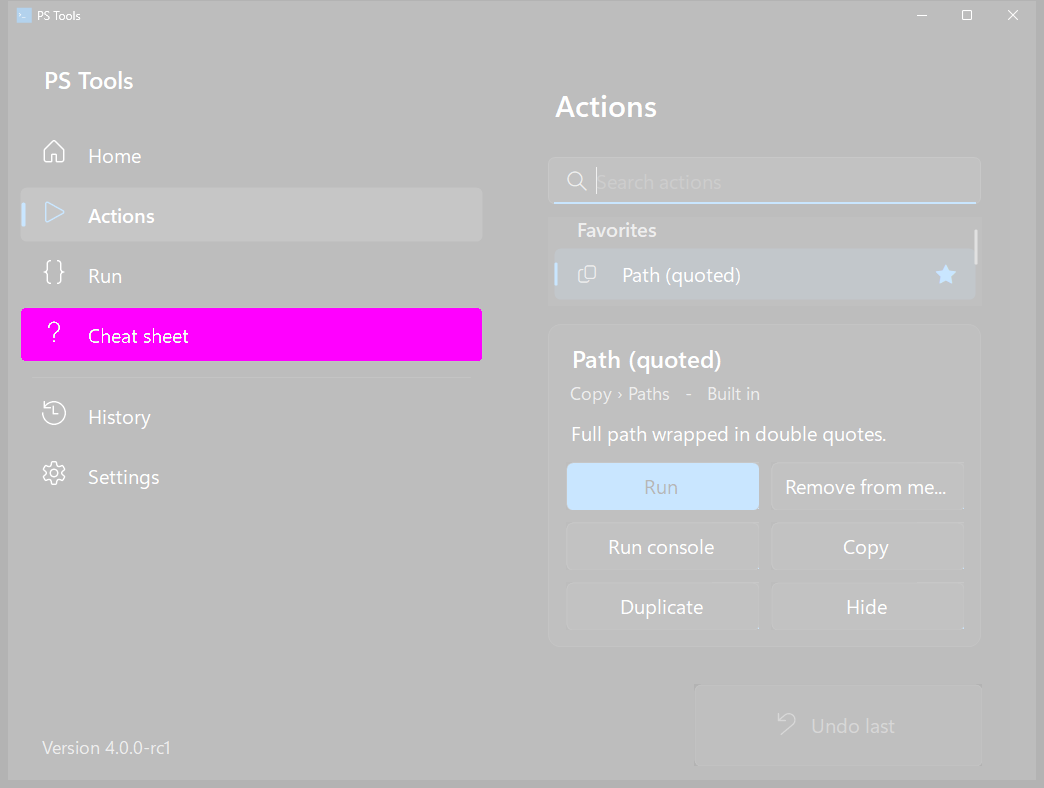 PS Tools
PS Tools
Home
Actions
Run
Cheat sheet
History
Settings
Version 4.0.0-rc1
Actions
Search actions
Favorites
Path (quoted)
Path (quoted)
Copy › Paths - Built in
Full path wrapped in double quotes.
Run
Remove from me...
Run console
Copy
Duplicate
Hide
Undo last